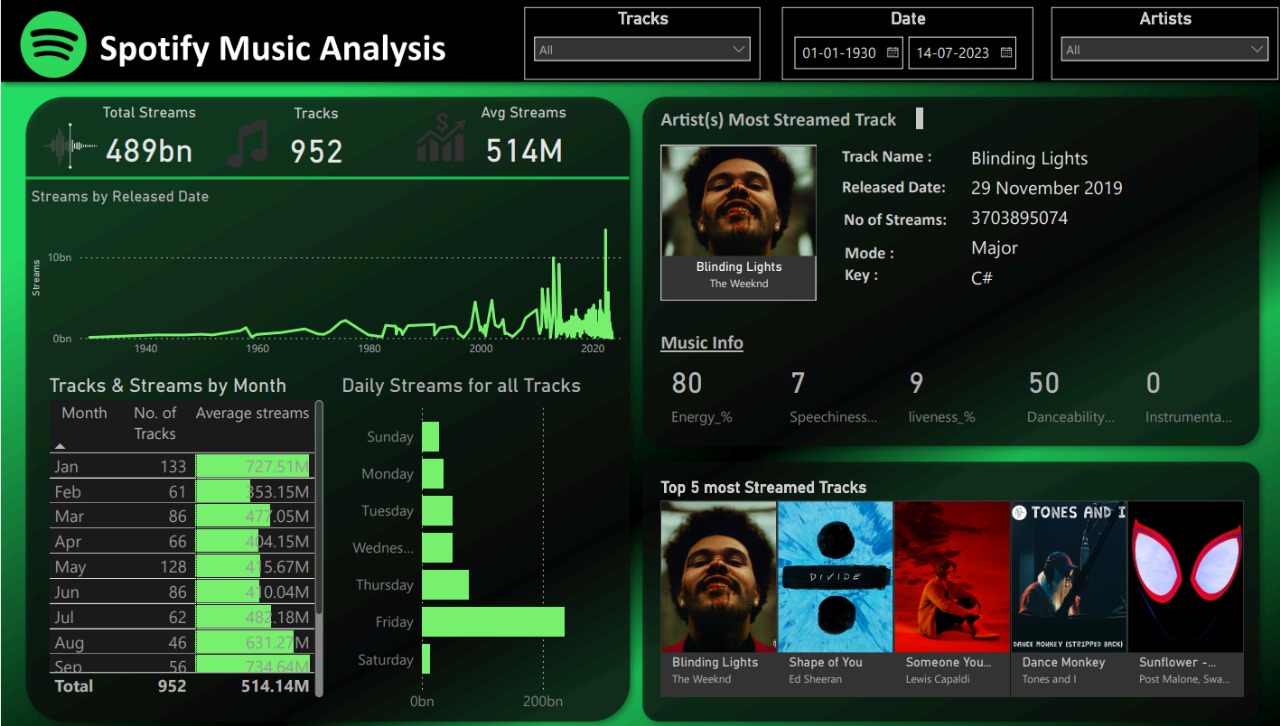 Spotify Music Analysis
Tracks
All
Date
01-01-1930
14-07-2023
Artists
All
Total Streams
489bn
Tracks
952
Avg Streams
514M
Streams by Released Date
Streams
10bn
0bn
1940
1960
1980
2000
2020
Tracks & Streams by Month
Month No. of Tracks Average streams
Jan 133 727.51M
Feb 61 353.15M
Mar 86 477.05M
Apr 66 404.15M
May 128 415.67M
Jun 86 410.04M
Jul 62 482.18M
Aug 46 631.27M
Sep 56 734.64M
Total 952 514.14M
Daily Streams for all Tracks
Sunday
Monday
Tuesday
Wednes...
Thursday
Friday
Saturday
0bn
200bn
Artist(s) Most Streamed Track
Blinding Lights
The Weeknd
Track Name : Blinding Lights
Released Date: 29 November 2019
No of Streams: 3703895074
Mode : Major
Key : C#
Music Info
80
7
9
50
0
Energy_%
Speechiness...
liveness_%
Danceability...
Instrumenta...
Top 5 most Streamed Tracks
DIVIDE
TONES AND I
DANCE MONKEY (STRIPPED BACK)
Blinding Lights
The Weeknd
Shape of You
Ed Sheeran
Someone You...
Lewis Capaldi
Dance Monkey
Tones and I
Sunflower -...
Post Malone, Swa...